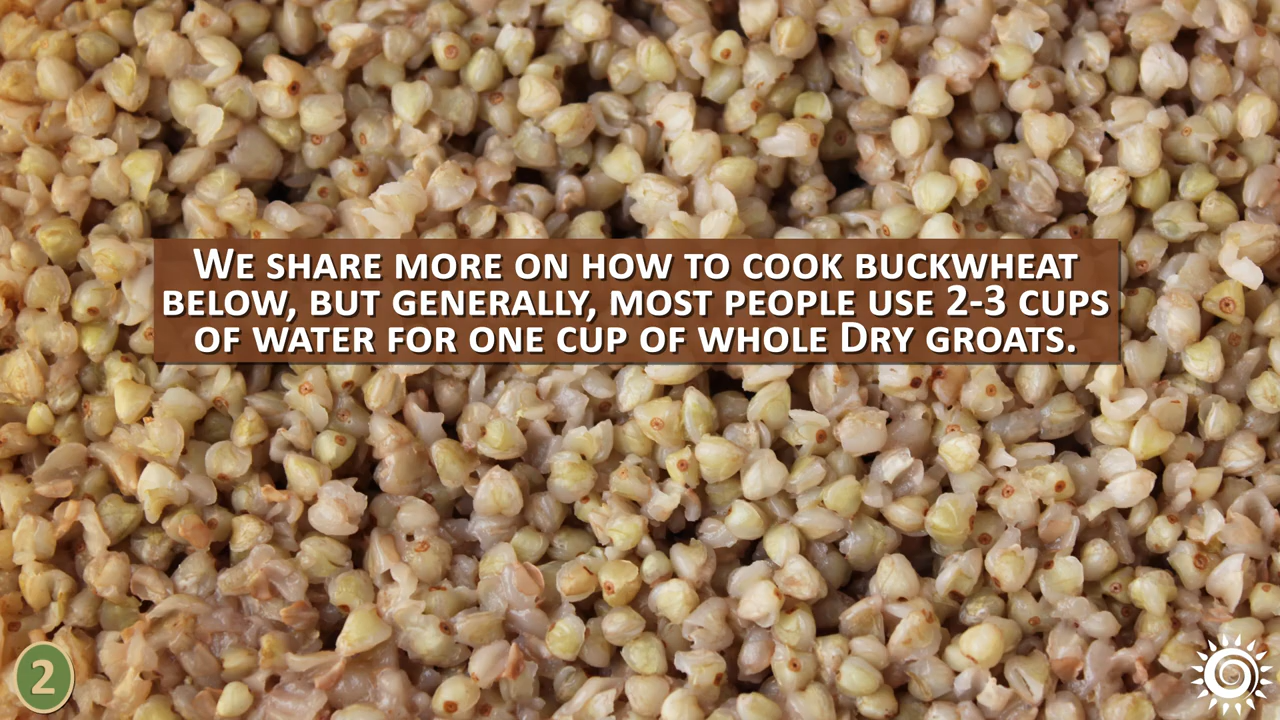 We share more on how to cook buckwheat
below, but generally, most people use 2-3 cups
of water for one cup of whole Dry groats.
2